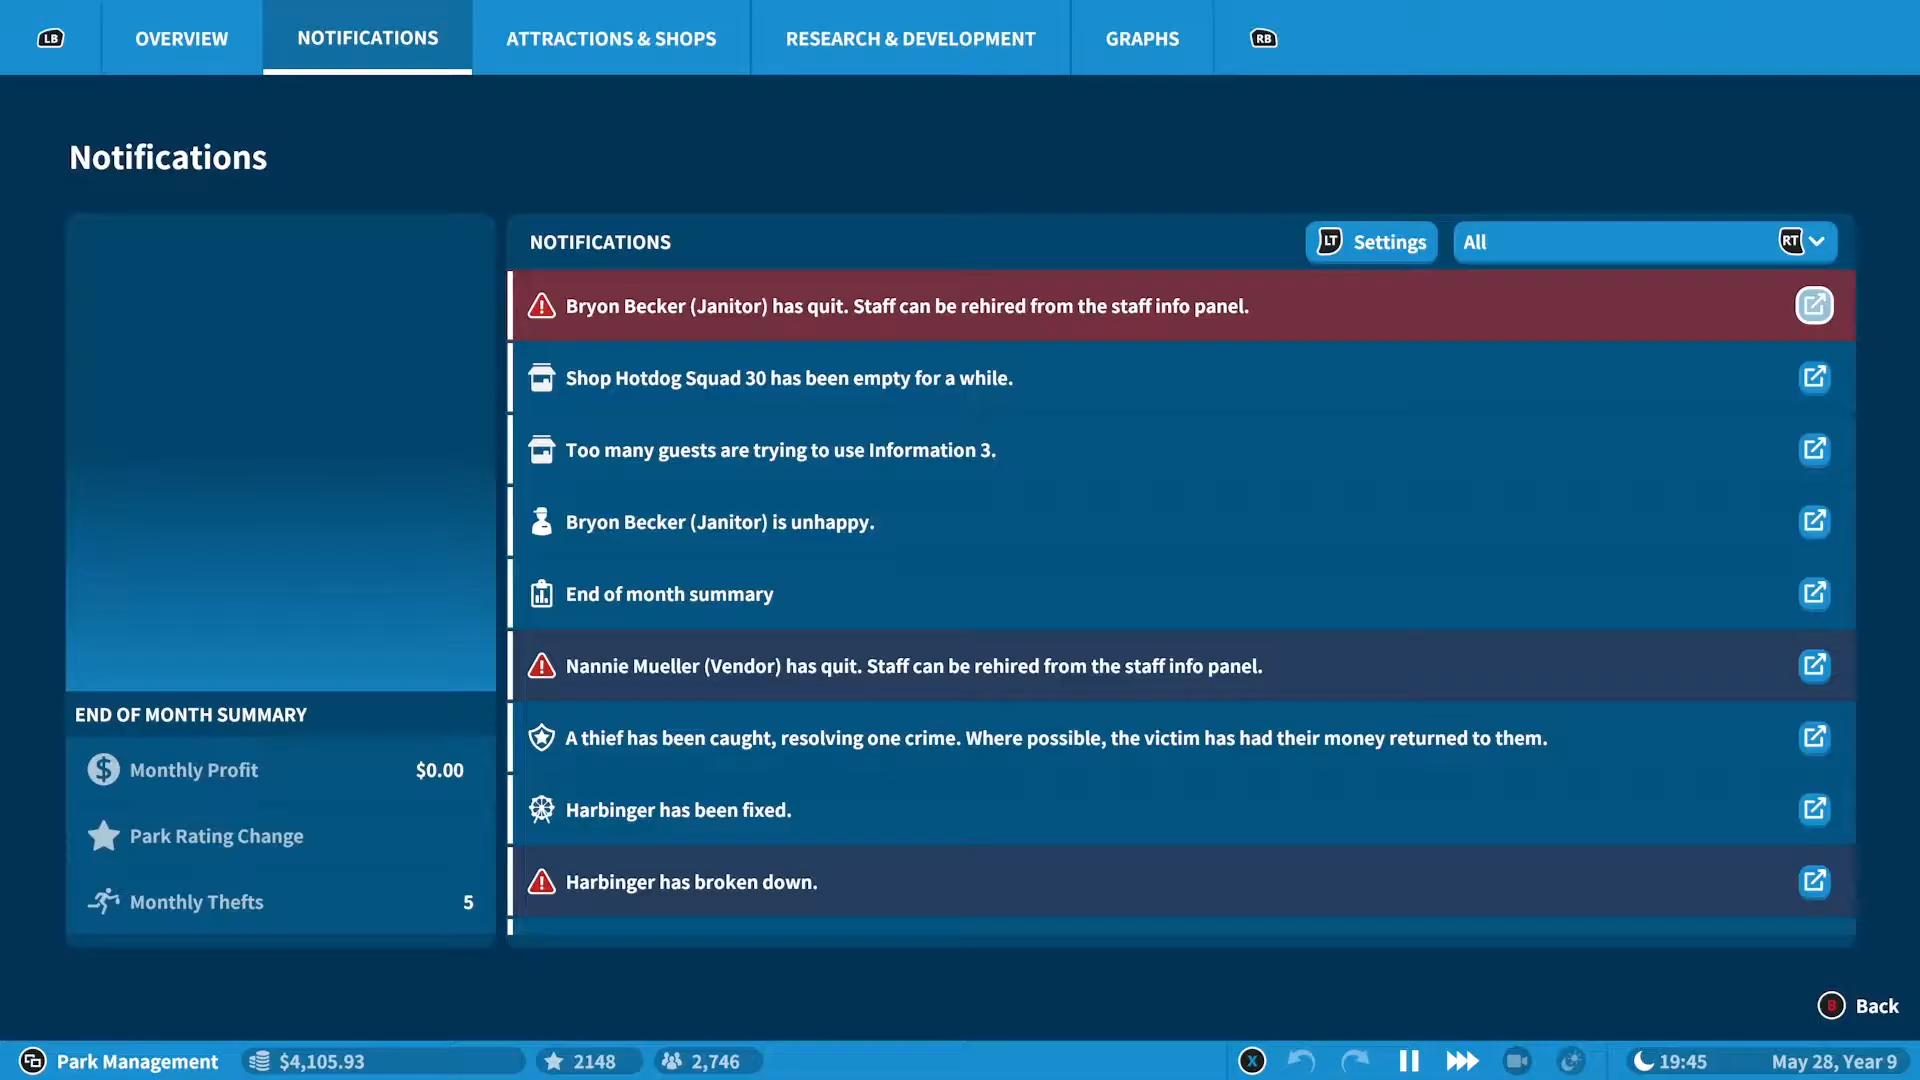 LB
OVERVIEW
NOTIFICATIONS
ATTRACTIONS & SHOPS
RESEARCH & DEVELOPMENT
GRAPHS
RB
Notifications
NOTIFICATIONS
LT Settings
All RT
Bryon Becker (Janitor) has quit. Staff can be rehired from the staff info panel.
Shop Hotdog Squad 30 has been empty for a while.
Too many guests are trying to use Information 3.
Bryon Becker (Janitor) is unhappy.
End of month summary
Nannie Mueller (Vendor) has quit. Staff can be rehired from the staff info panel.
A thief has been caught, resolving one crime. Where possible, the victim has had their money returned to them.
Harbinger has been fixed.
Harbinger has broken down.
END OF MONTH SUMMARY
Monthly Profit $0.00
Park Rating Change
Monthly Thefts 5
B Back
Park Management
$4,105.93
2148
2,746
X
19:45
May 28, Year 9